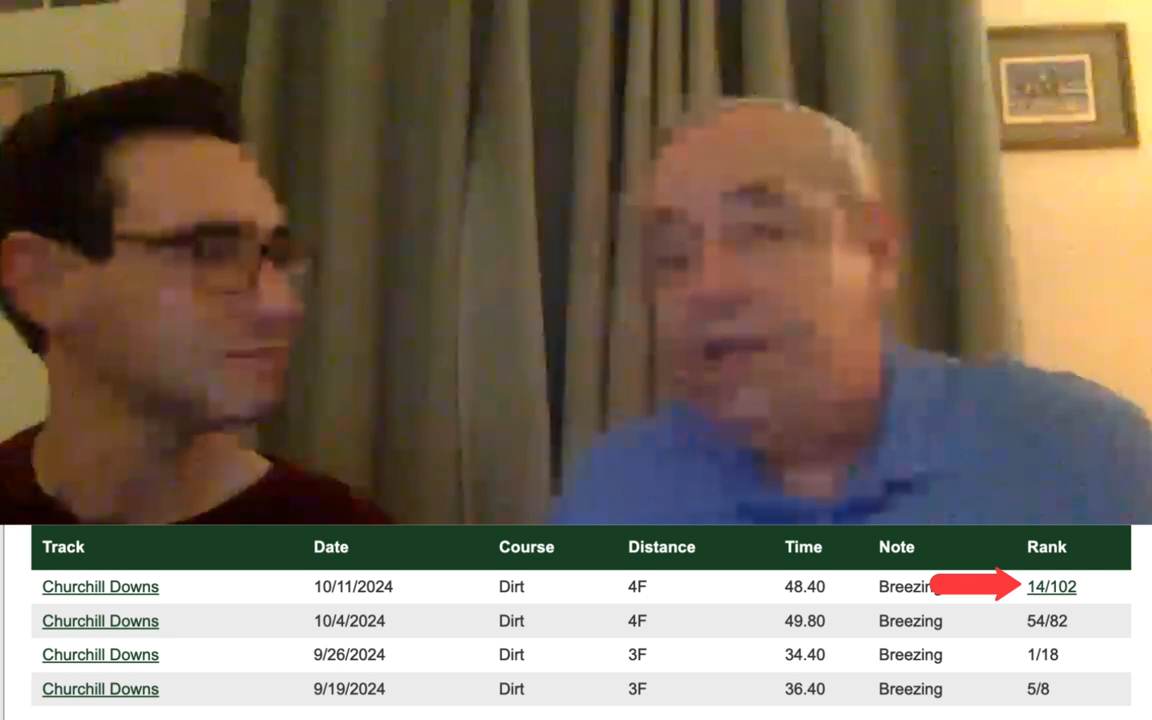 Track Date Course Distance Time Note Rank
Churchill Downs 10/11/2024 Dirt 4F 48.40 Breezin 14/102
Churchill Downs 10/4/2024 Dirt 4F 49.80 Breezing 54/82
Churchill Downs 9/26/2024 Dirt 3F 34.40 Breezing 1/18
Churchill Downs 9/19/2024 Dirt 3F 36.40 Breezing 5/8